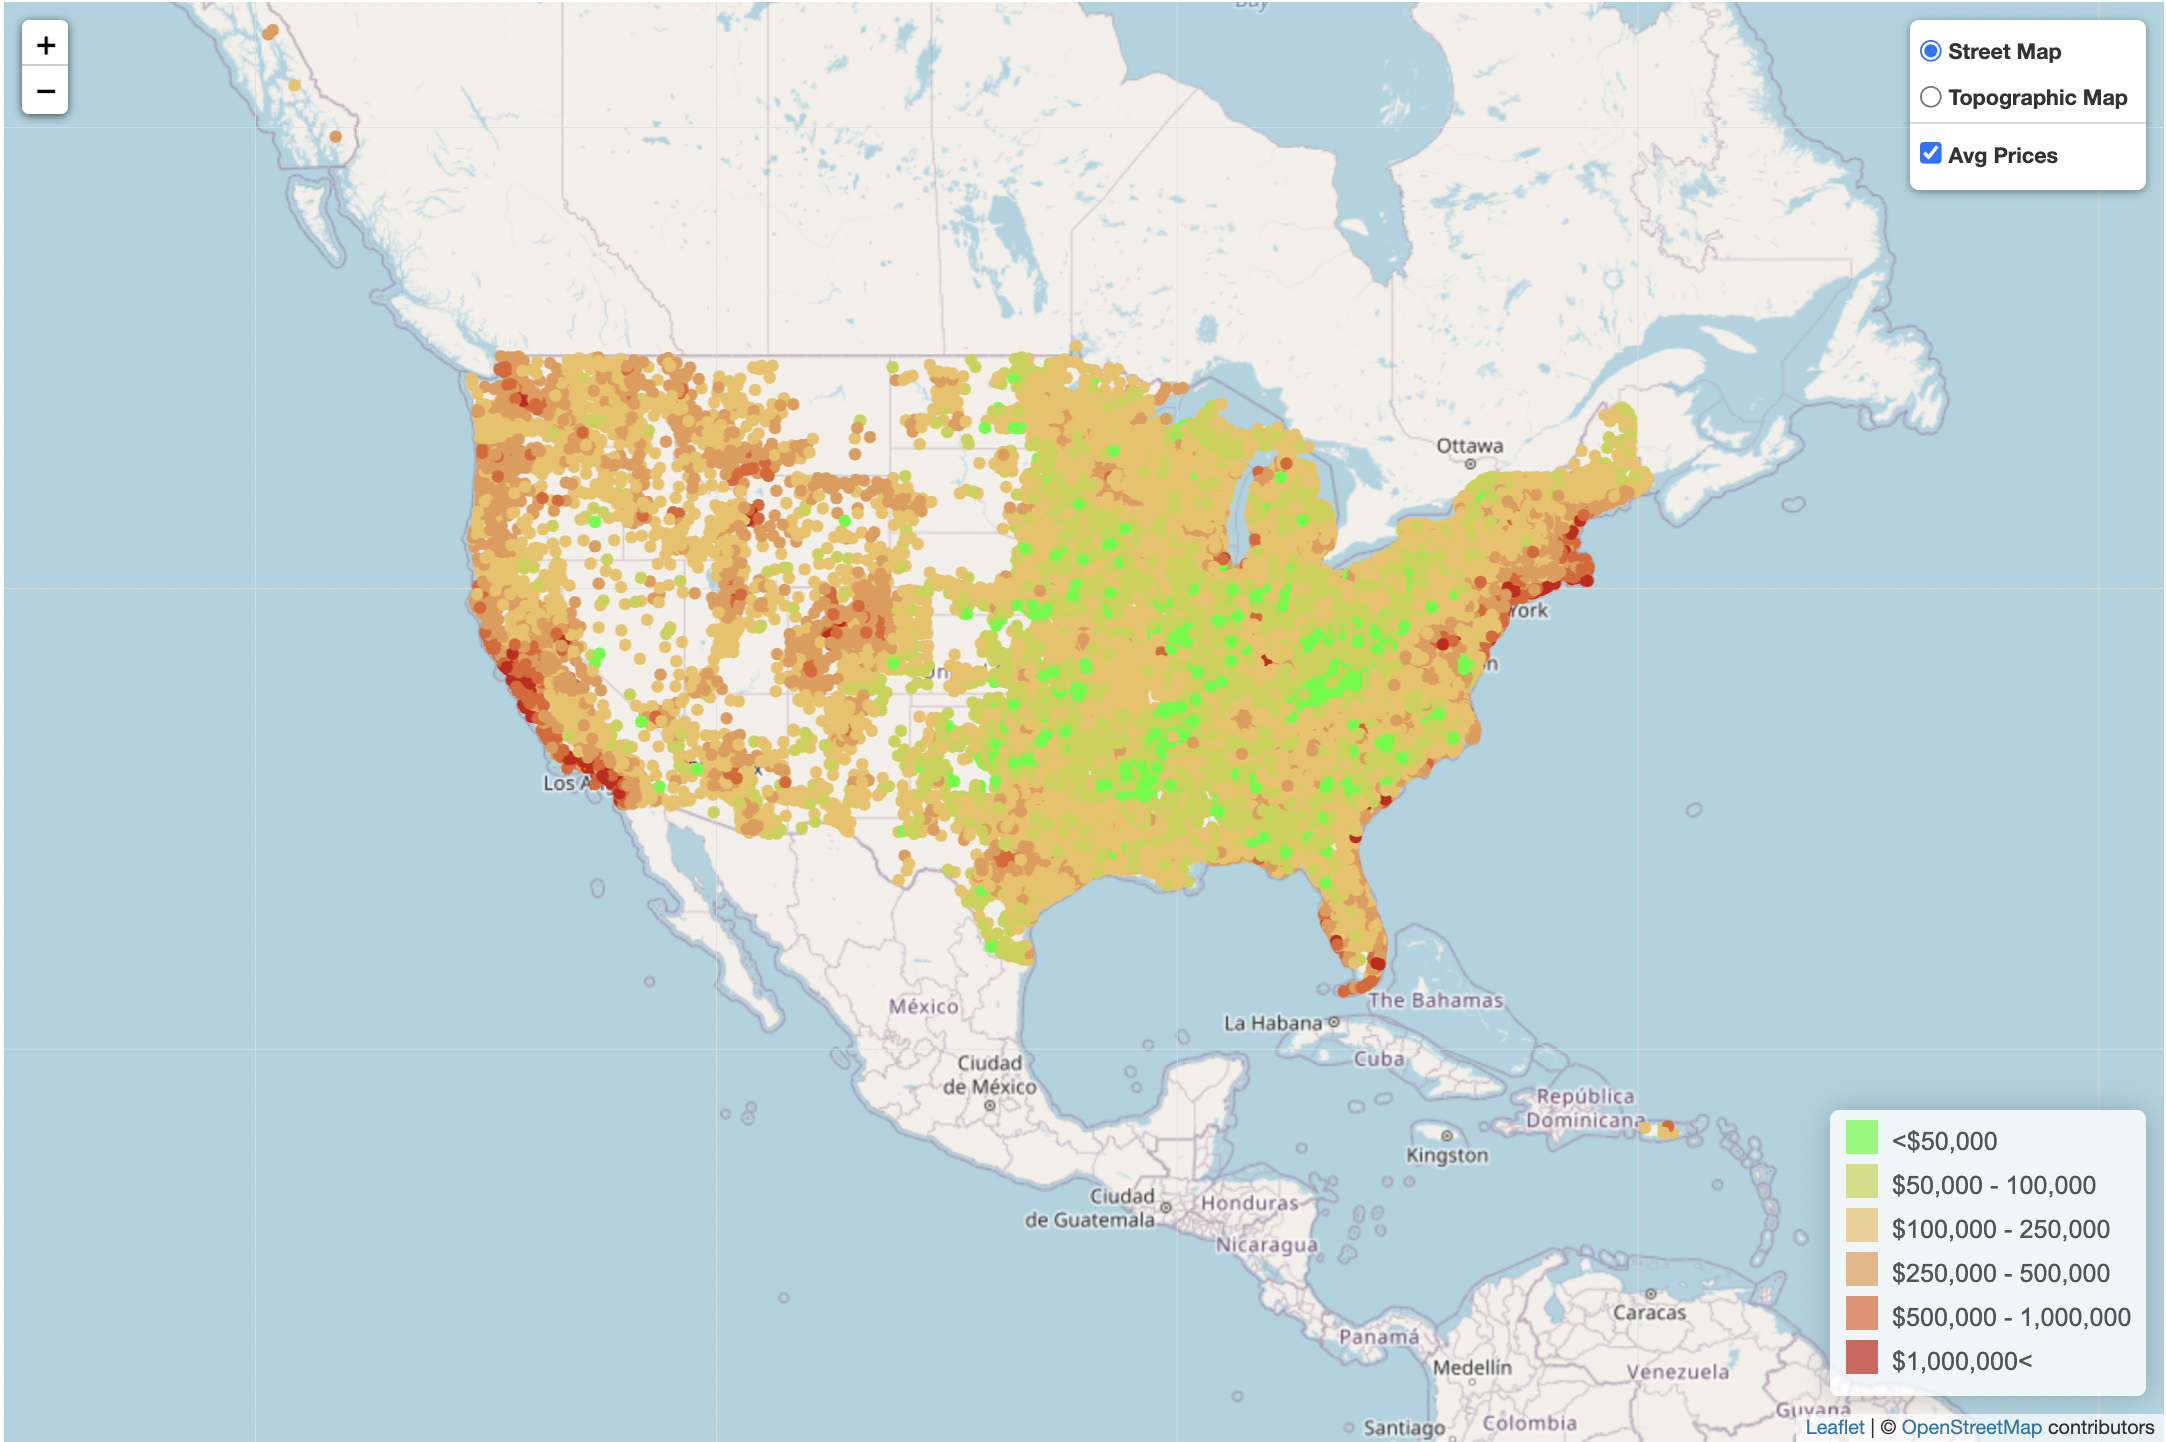 Bay
+
−
Street Map
Topographic Map
Avg Prices
Ottawa
York
n
Un
x
Los Ang
México
The Bahamas
La Habana
Cuba
Ciudad
de México
República
Dominicana
Kingston
Ciudad
de Guatemala
Honduras
Nicaragua
Caracas
Panamá
Medellín
Venezuela
Guyana
Santiago
Colombia
<$50,000
$50,000 - 100,000
$100,000 - 250,000
$250,000 - 500,000
$500,000 - 1,000,000
$1,000,000<
Leaflet | © OpenStreetMap contributors